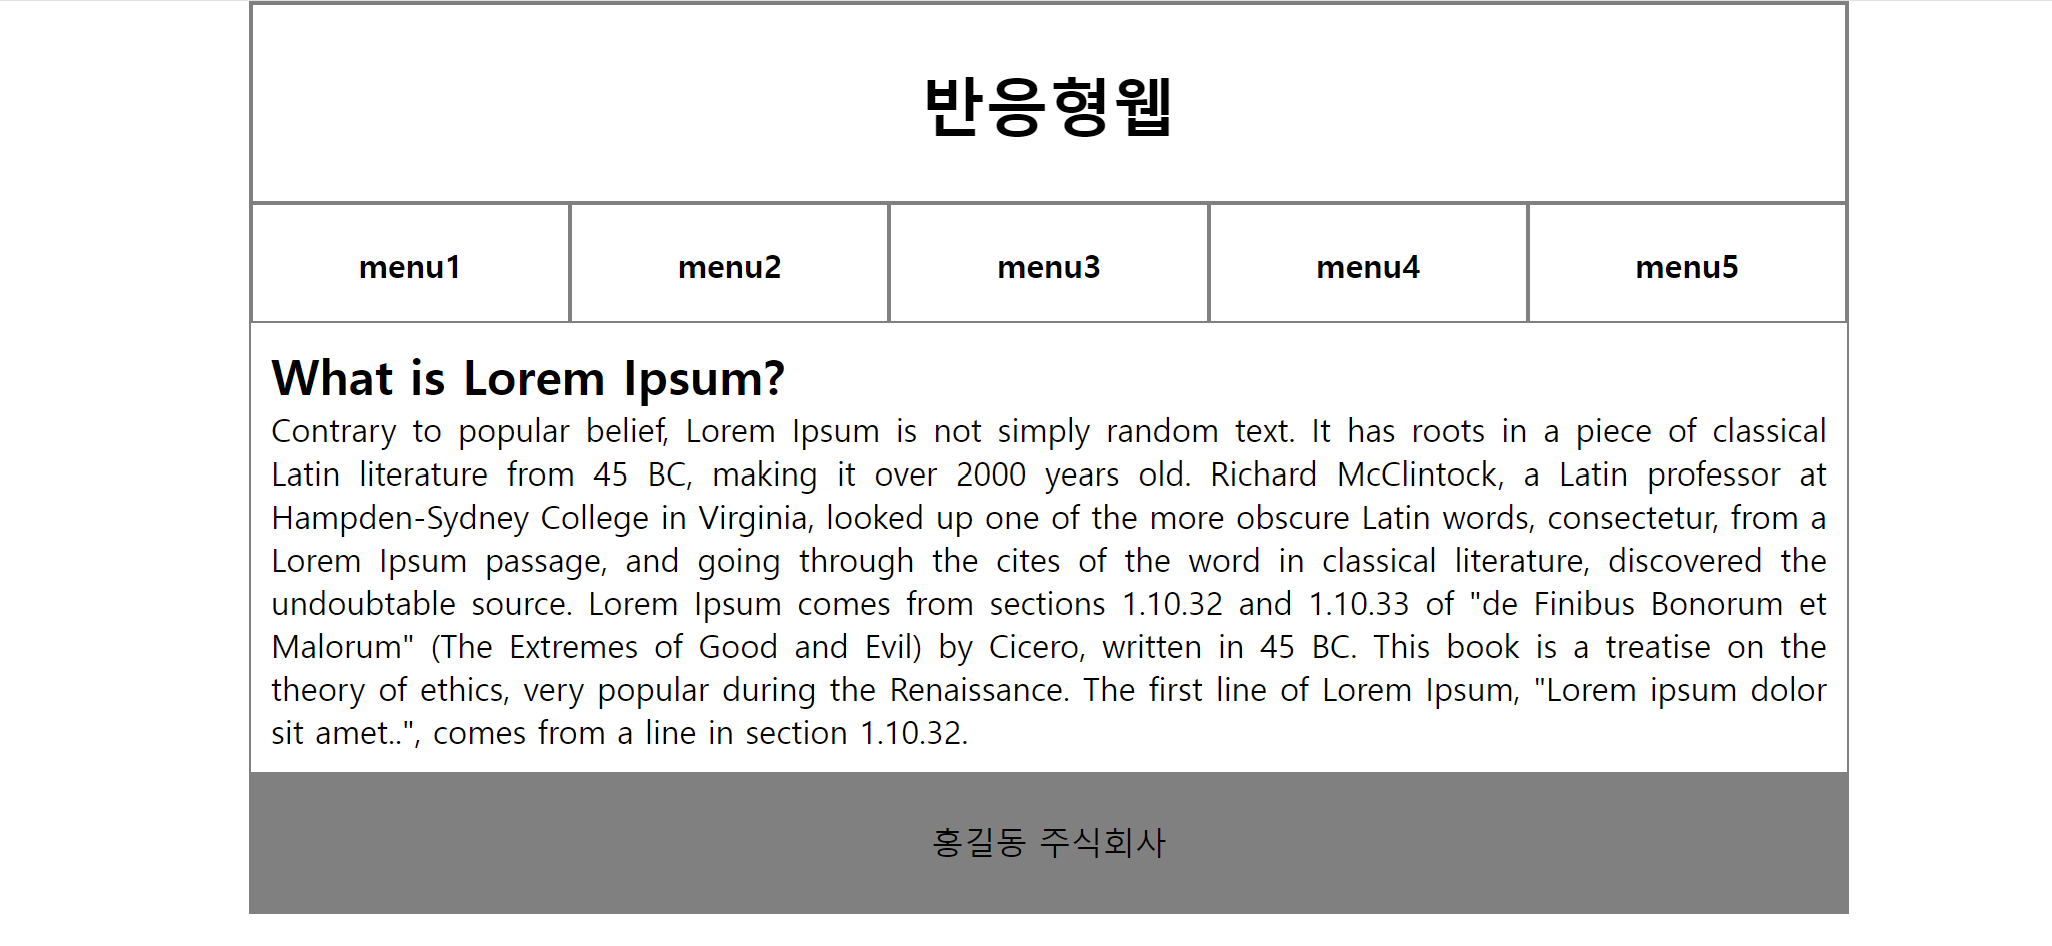 반응형웹
menu1 menu2 menu3 menu4 menu5
What is Lorem Ipsum?
Contrary to popular belief, Lorem Ipsum is not simply random text. It has roots in a piece of classical
Latin literature from 45 BC, making it over 2000 years old. Richard McClintock, a Latin professor at
Hampden-Sydney College in Virginia, looked up one of the more obscure Latin words, consectetur, from a
Lorem Ipsum passage, and going through the cites of the word in classical literature, discovered the
undoubtable source. Lorem Ipsum comes from sections 1.10.32 and 1.10.33 of "de Finibus Bonorum et
Malorum" (The Extremes of Good and Evil) by Cicero, written in 45 BC. This book is a treatise on the
theory of ethics, very popular during the Renaissance. The first line of Lorem Ipsum, "Lorem ipsum dolor
sit amet..", comes from a line in section 1.10.32.
홍길동 주식회사